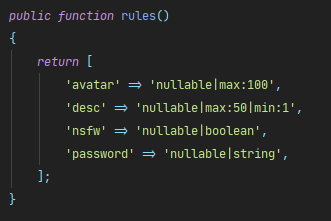 public function rules()
{
    return [
        'avatar' => 'nullable|max:100',
        'desc' => 'nullable|max:50|min:1',
        'nsfw' => 'nullable|boolean',
        'password' => 'nullable|string',
    ];
}